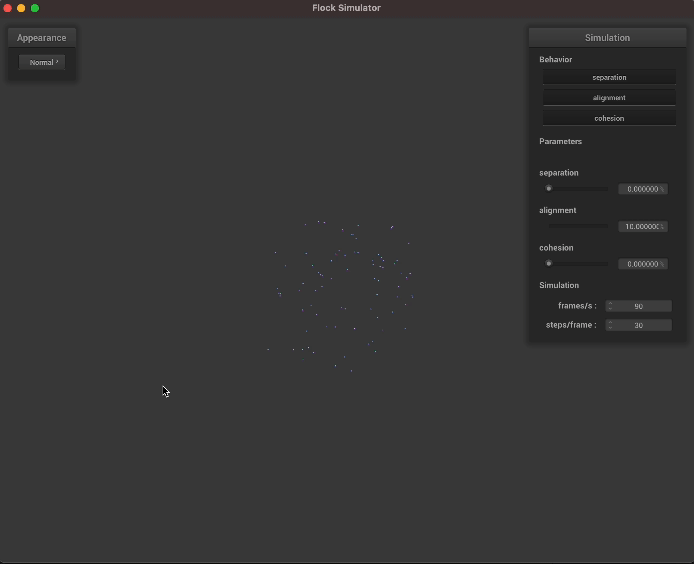 Flock Simulator
Appearance
Normal
Simulation
Behavior
separation
alignment
cohesion
Parameters
separation
0.000000 %
alignment
10.000000 %
cohesion
0.000000 %
Simulation
frames/s : 90
steps/frame : 30